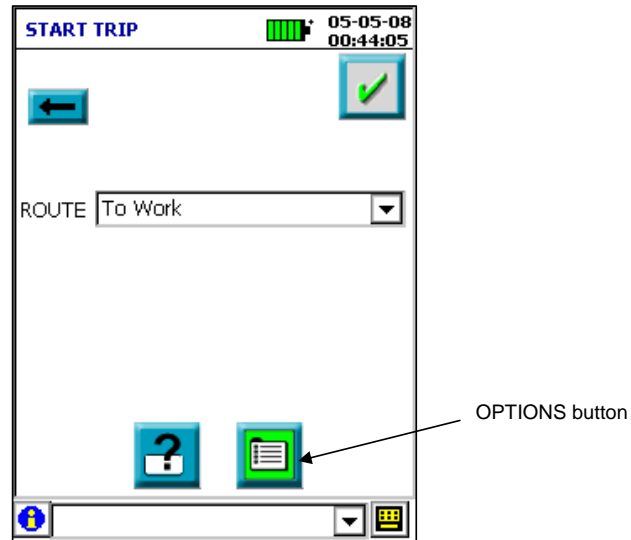 START TRIP
05-05-08
00:44:05
ROUTE To Work
OPTIONS button